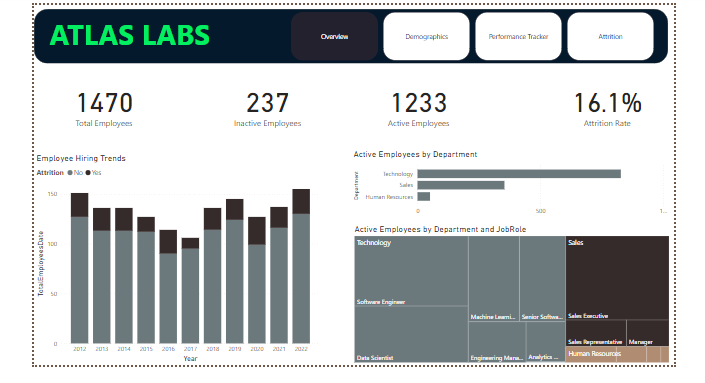 ATLAS LABS
Overview
Demographics
Performance Tracker
Attrition
1470
Total Employees
237
Inactive Employees
1233
Active Employees
16.1%
Attrition Rate
Employee Hiring Trends
Attrition No Yes
TotalEmployeesDate
150
100
50
0
2012 2013 2014 2015 2016 2017 2018 2019 2020 2021 2022
Year
Active Employees by Department
Department
Technology
Sales
Human Resources
0 500 1...
Active Employees by Department and JobRole
Technology
Software Engineer
Data Scientist
Machine Learni...
Senior Softwa...
Engineering Mana...
Analytics ...
Sales
Sales Executive
Sales Representative
Manager
Human Resources